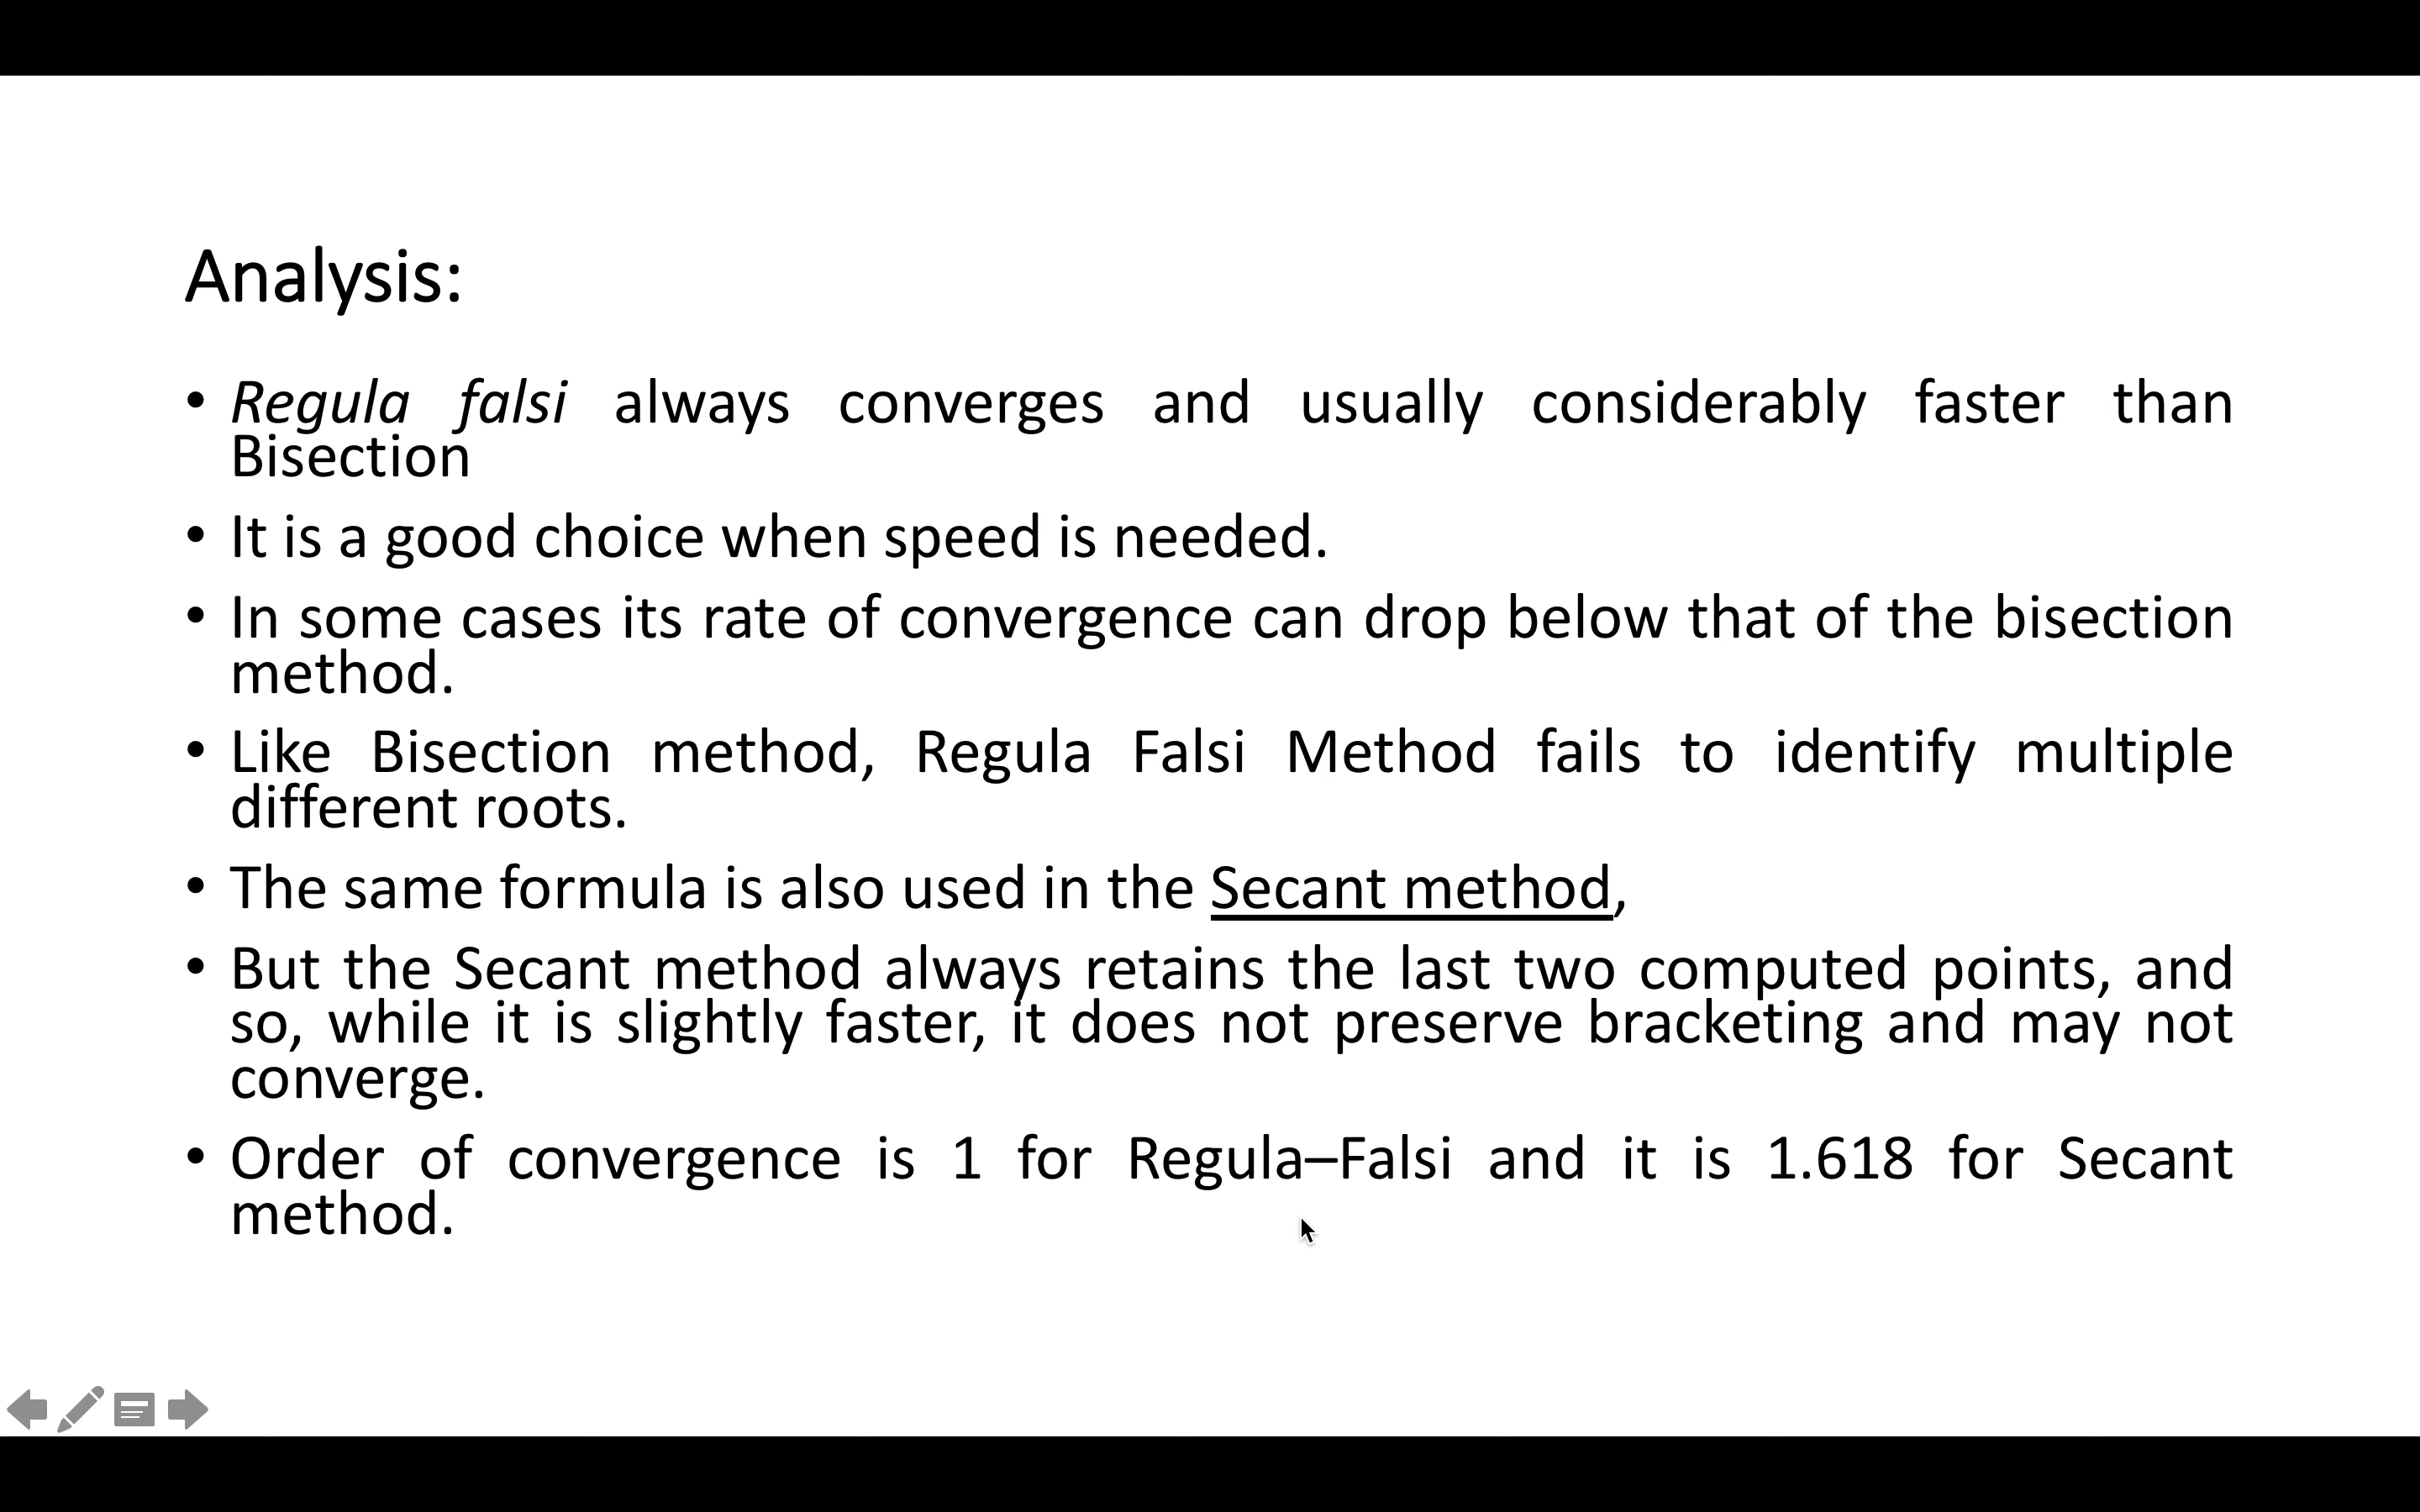 Analysis:
• Regula falsi always converges and usually considerably faster than
Bisection
• It is a good choice when speed is needed.
• In some cases its rate of convergence can drop below that of the bisection
method.
• Like Bisection method, Regula Falsi Method fails to identify multiple
different roots.
• The same formula is also used in the Secant method,
• But the Secant method always retains the last two computed points, and
so, while it is slightly faster, it does not preserve bracketing and may not
converge.
• Order of convergence is 1 for Regula–Falsi and it is 1.618 for Secant
method.